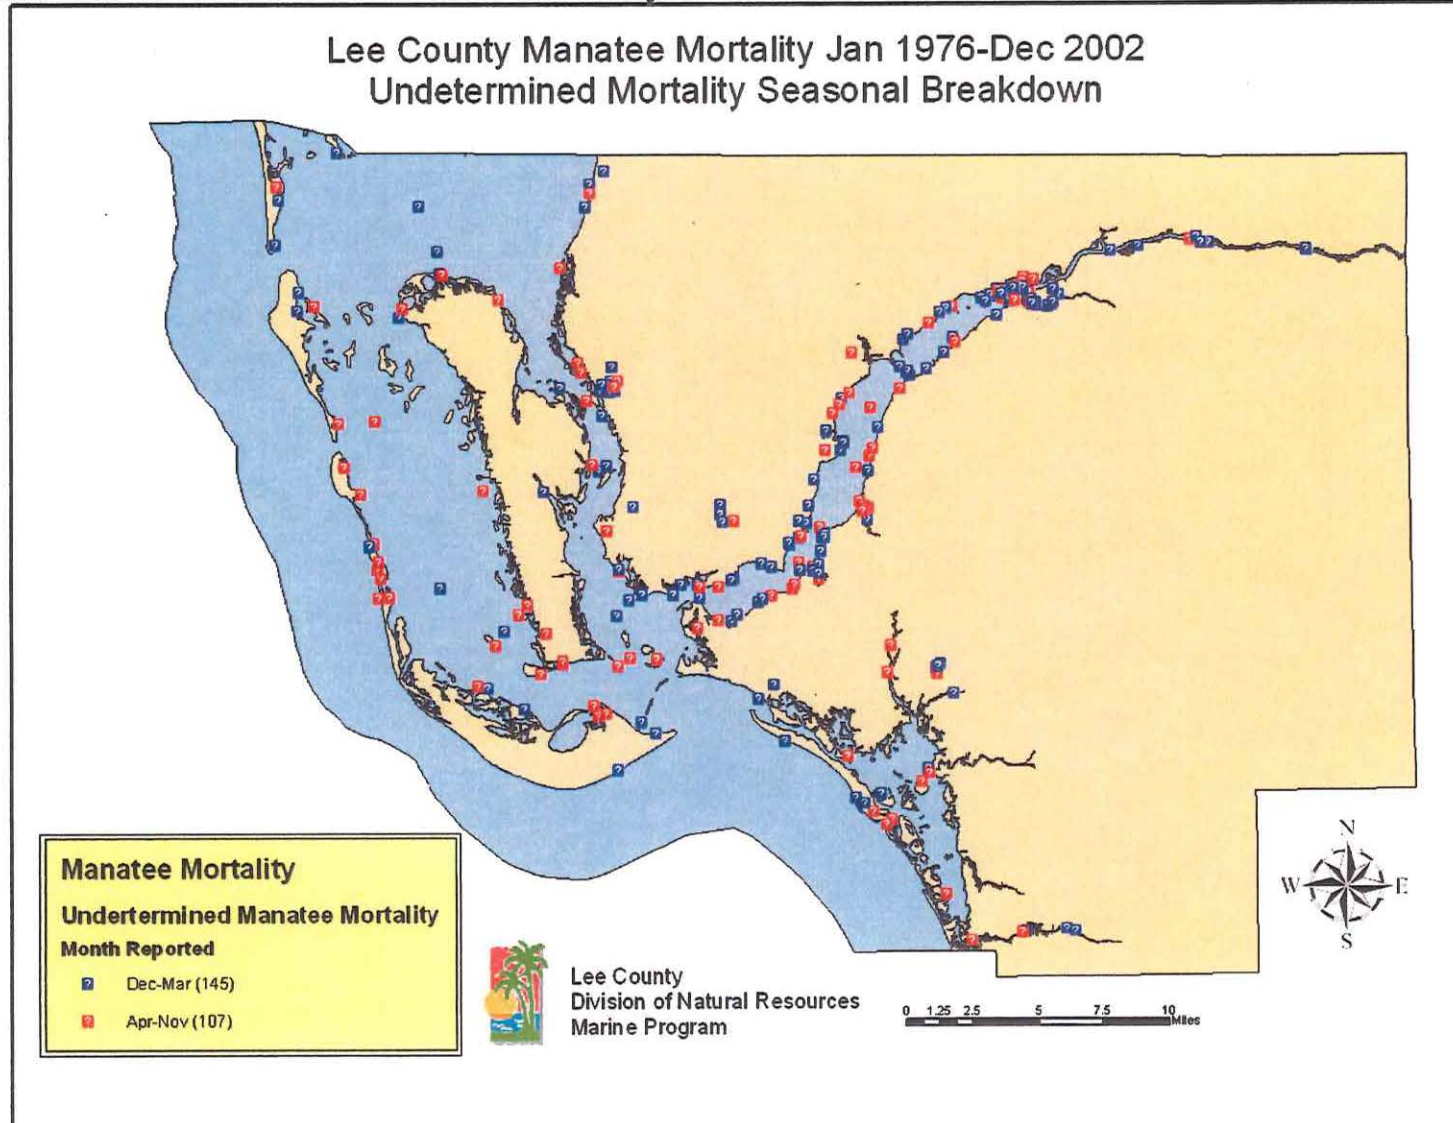 Lee County Manatee Mortality Jan 1976-Dec 2002
Undetermined Mortality Seasonal Breakdown
Manatee Mortality
Undertermined Manatee Mortality
Month Reported
? Dec-Mar (145)
? Apr-Nov (107)
Lee County
Division of Natural Resources
Marine Program
0 1.25 2.5 5 7.5 10
Miles
N
W E
S